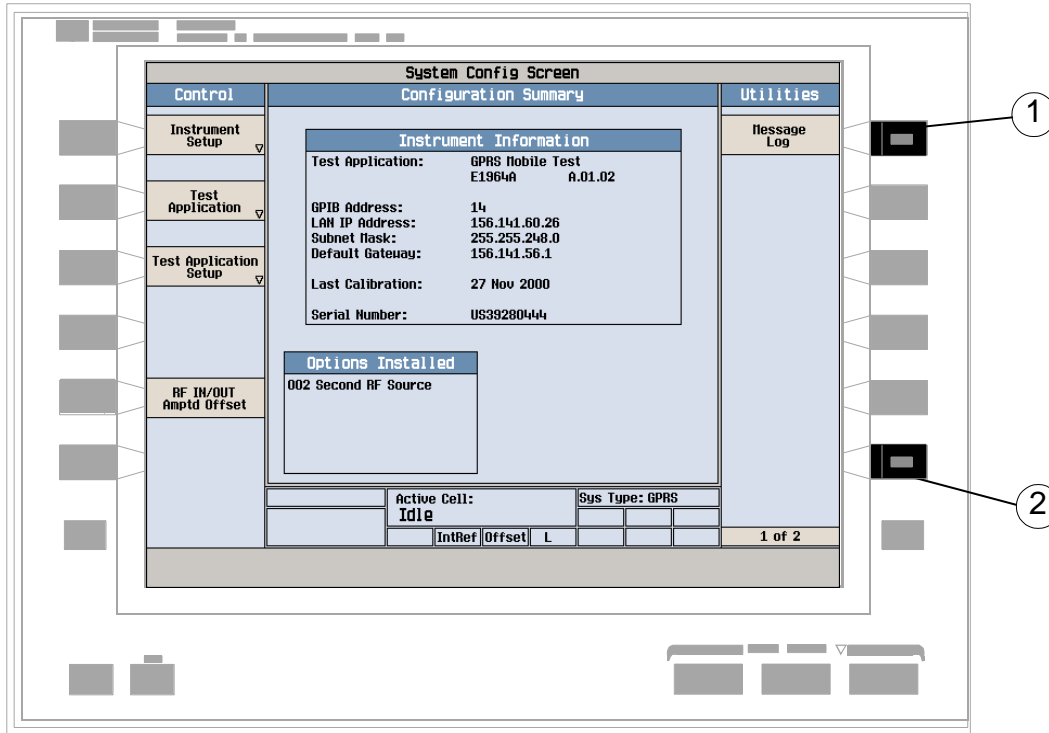 System Config Screen
Control
Configuration Summary
Utilities
Instrument
Setup
Test
Application
Test Application
Setup
RF IN/OUT
Amptd Offset
Instrument Information
Test Application: GPRS Mobile Test
E1964A A.01.02
GPIB Address: 14
LAN IP Address: 156.141.60.26
Subnet Mask: 255.255.248.0
Default Gateway: 156.141.56.1
Last Calibration: 27 Nov 2000
Serial Number: US39280444
Options Installed
002 Second RF Source
Active Cell:
Idle
Sys Type: GPRS
IntRef Offset L
Message
Log
1 of 2
1
2